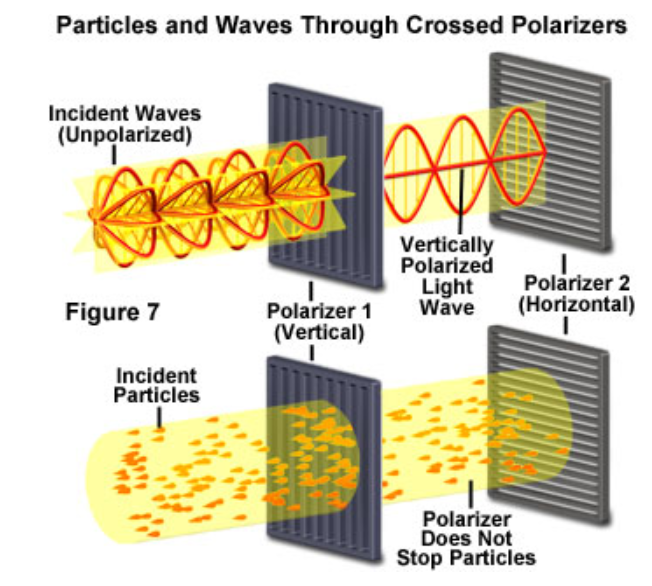 Particles and Waves Through Crossed Polarizers
Incident Waves
(Unpolarized)
Vertically
Polarized
Light
Wave
Polarizer 2
(Horizontal)
Figure 7
Polarizer 1
(Vertical)
Incident
Particles
Polarizer
Does Not
Stop Particles